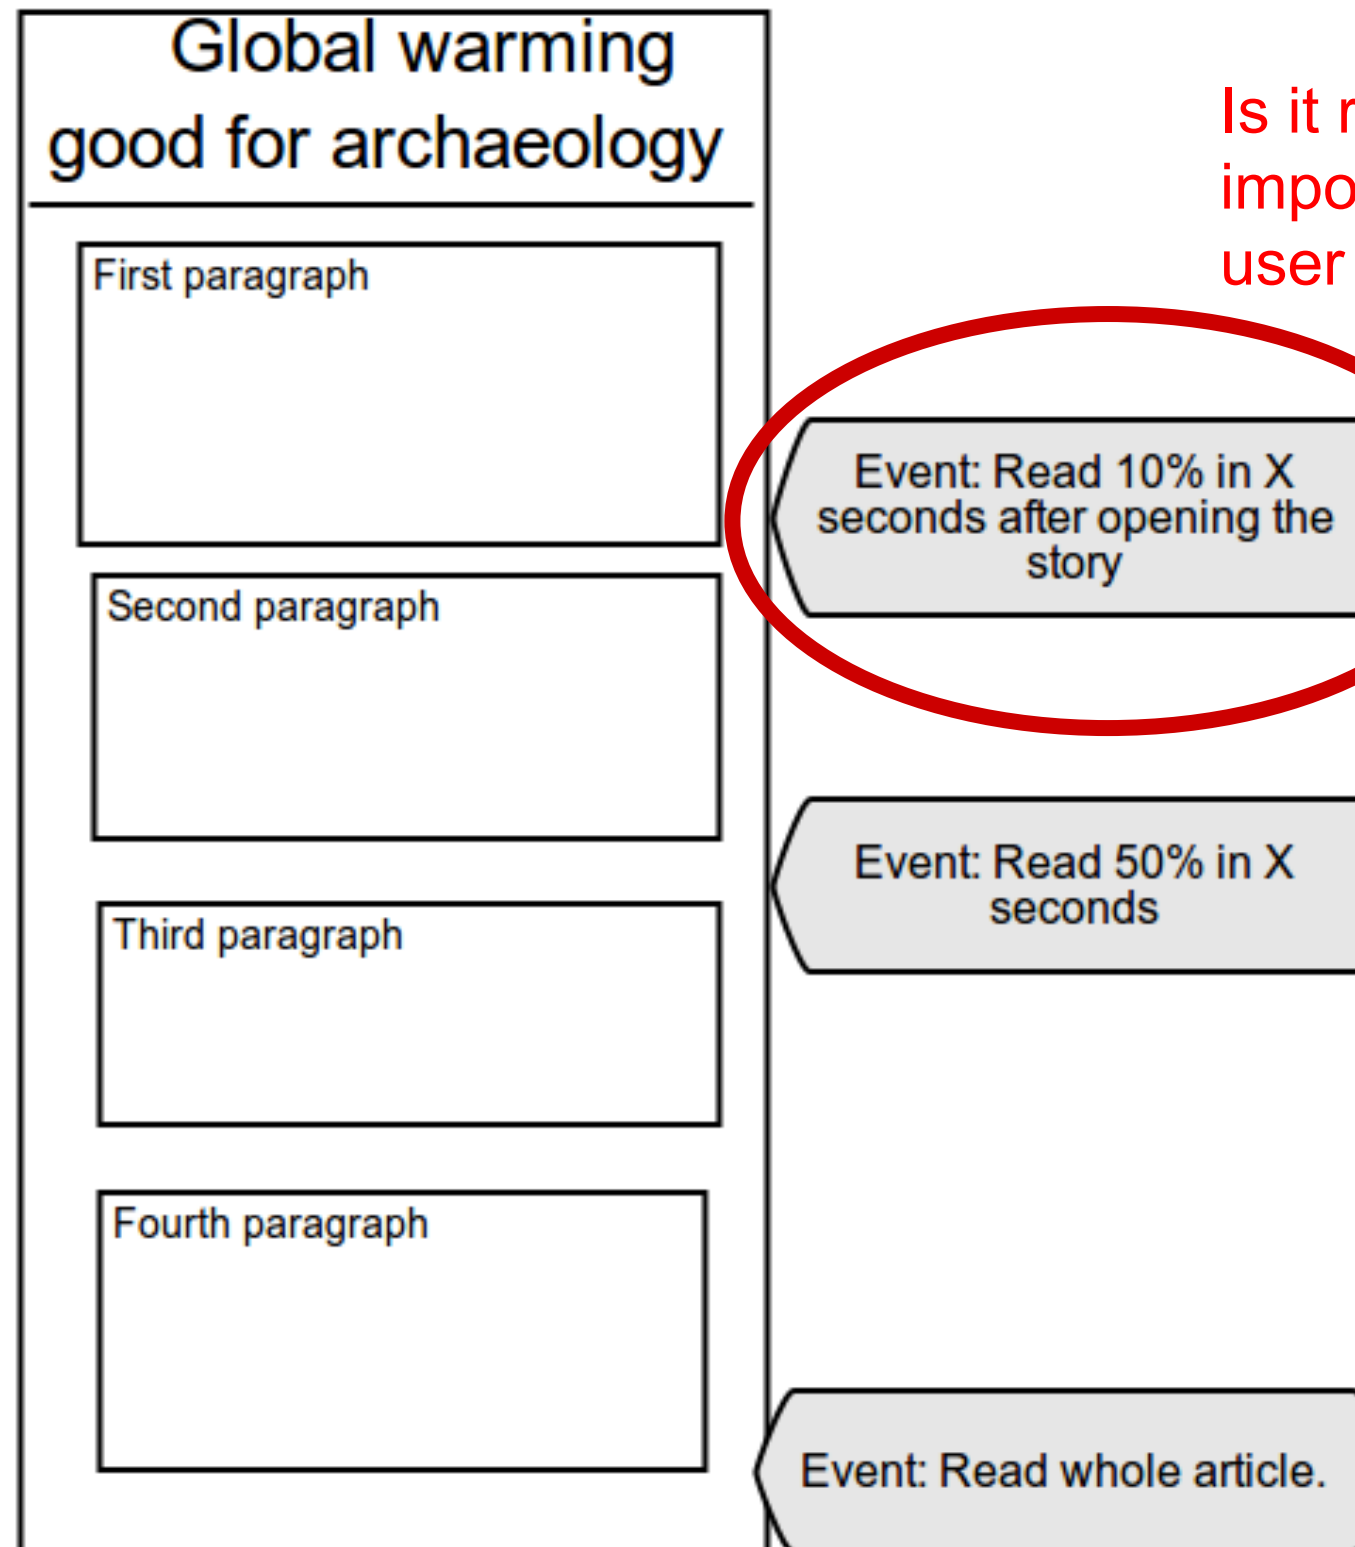 Global warming
good for archaeology
Is it
user
First paragraph
Event: Read 10% in X
seconds after opening the
story
Second paragraph
Event: Read 50% in X
seconds
Third paragraph
Fourth paragraph
Event: Read whole article.